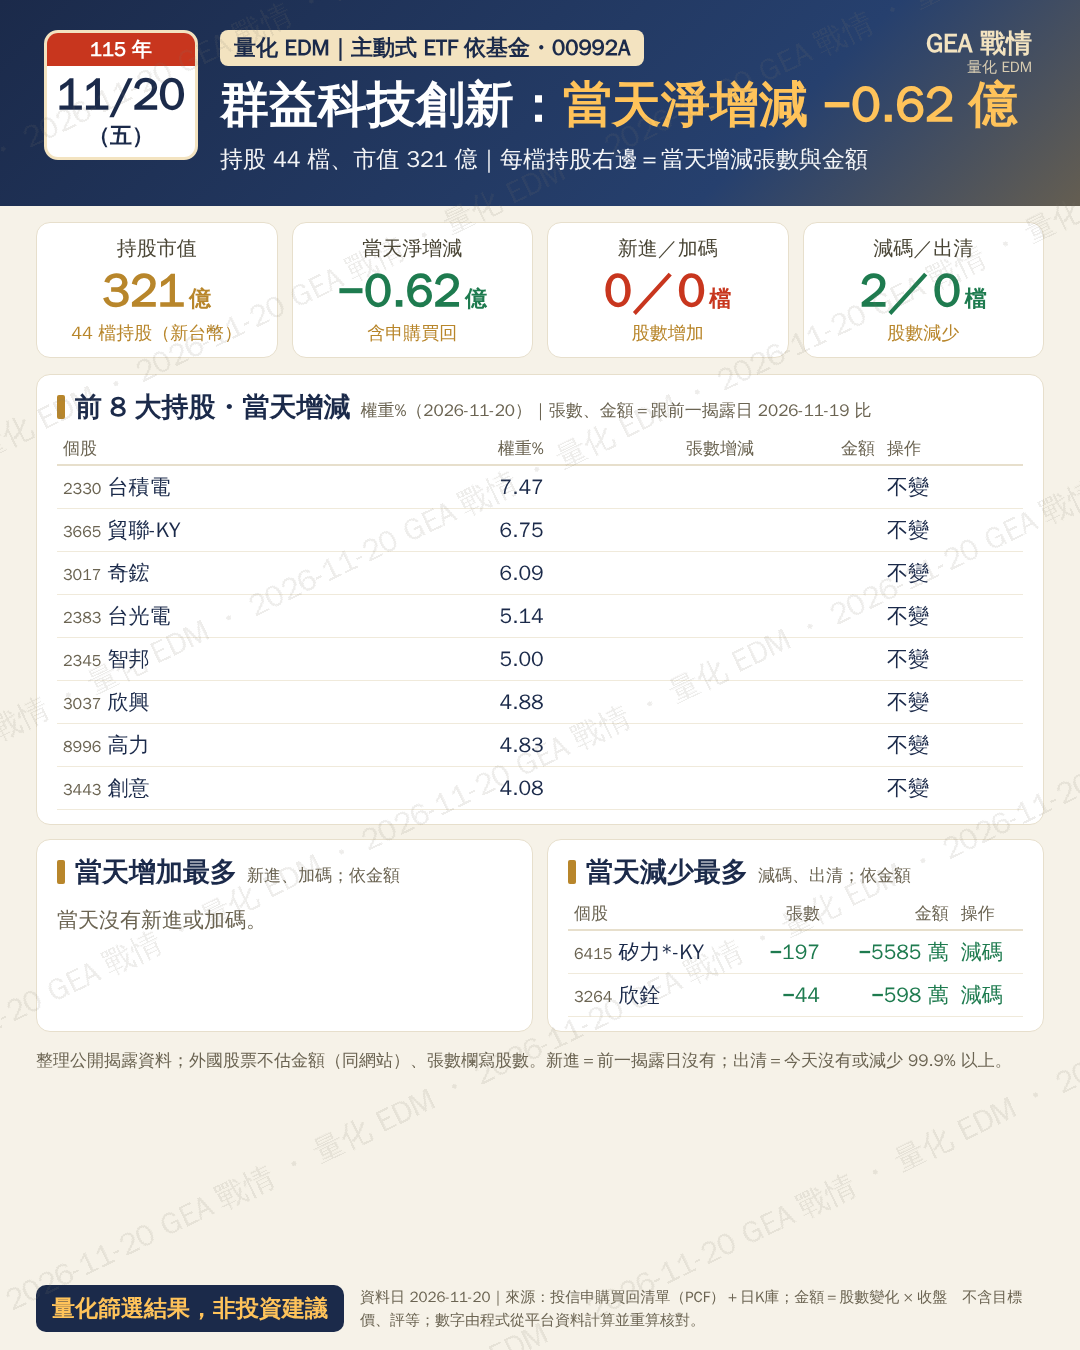 115 年
11/20
（五）
量化 EDM｜主動式 ETF 依基金・00992A
GEA 戰情
量化 EDM
群益科技創新：當天淨增減 −0.62 億
持股 44 檔、市值 321 億｜每檔持股右邊＝當天增減張數與金額
持股市值
321 億
44 檔持股（新台幣）
當天淨增減
−0.62 億
含申購買回
新進／加碼
0／0 檔
股數增加
減碼／出清
2／0 檔
股數減少
前 8 大持股・當天增減 權重%（2026-11-20）｜張數、金額＝跟前一揭露日 2026-11-19 比
個股 權重% 張數增減 金額 操作
2330 台積電 7.47 不變
3665 貿聯-KY 6.75 不變
3017 奇鋐 6.09 不變
2383 台光電 5.14 不變
2345 智邦 5.00 不變
3037 欣興 4.88 不變
8996 高力 4.83 不變
3443 創意 4.08 不變
當天增加最多 新進、加碼；依金額
當天沒有新進或加碼。
當天減少最多 減碼、出清；依金額
個股 張數 金額 操作
6415 矽力*-KY −197 −5585 萬 減碼
3264 欣銓 −44 −598 萬 減碼
整理公開揭露資料；外國股票不估金額（同網站）、張數欄寫股數。新進＝前一揭露日沒有；出清＝今天沒有或減少 99.9% 以上。
量化篩選結果，非投資建議
資料日 2026-11-20｜來源：投信申購買回清單（PCF）＋日K庫；金額＝股數變化 × 收盤　不含目標
價、評等；數字由程式從平台資料計算並重算核對。